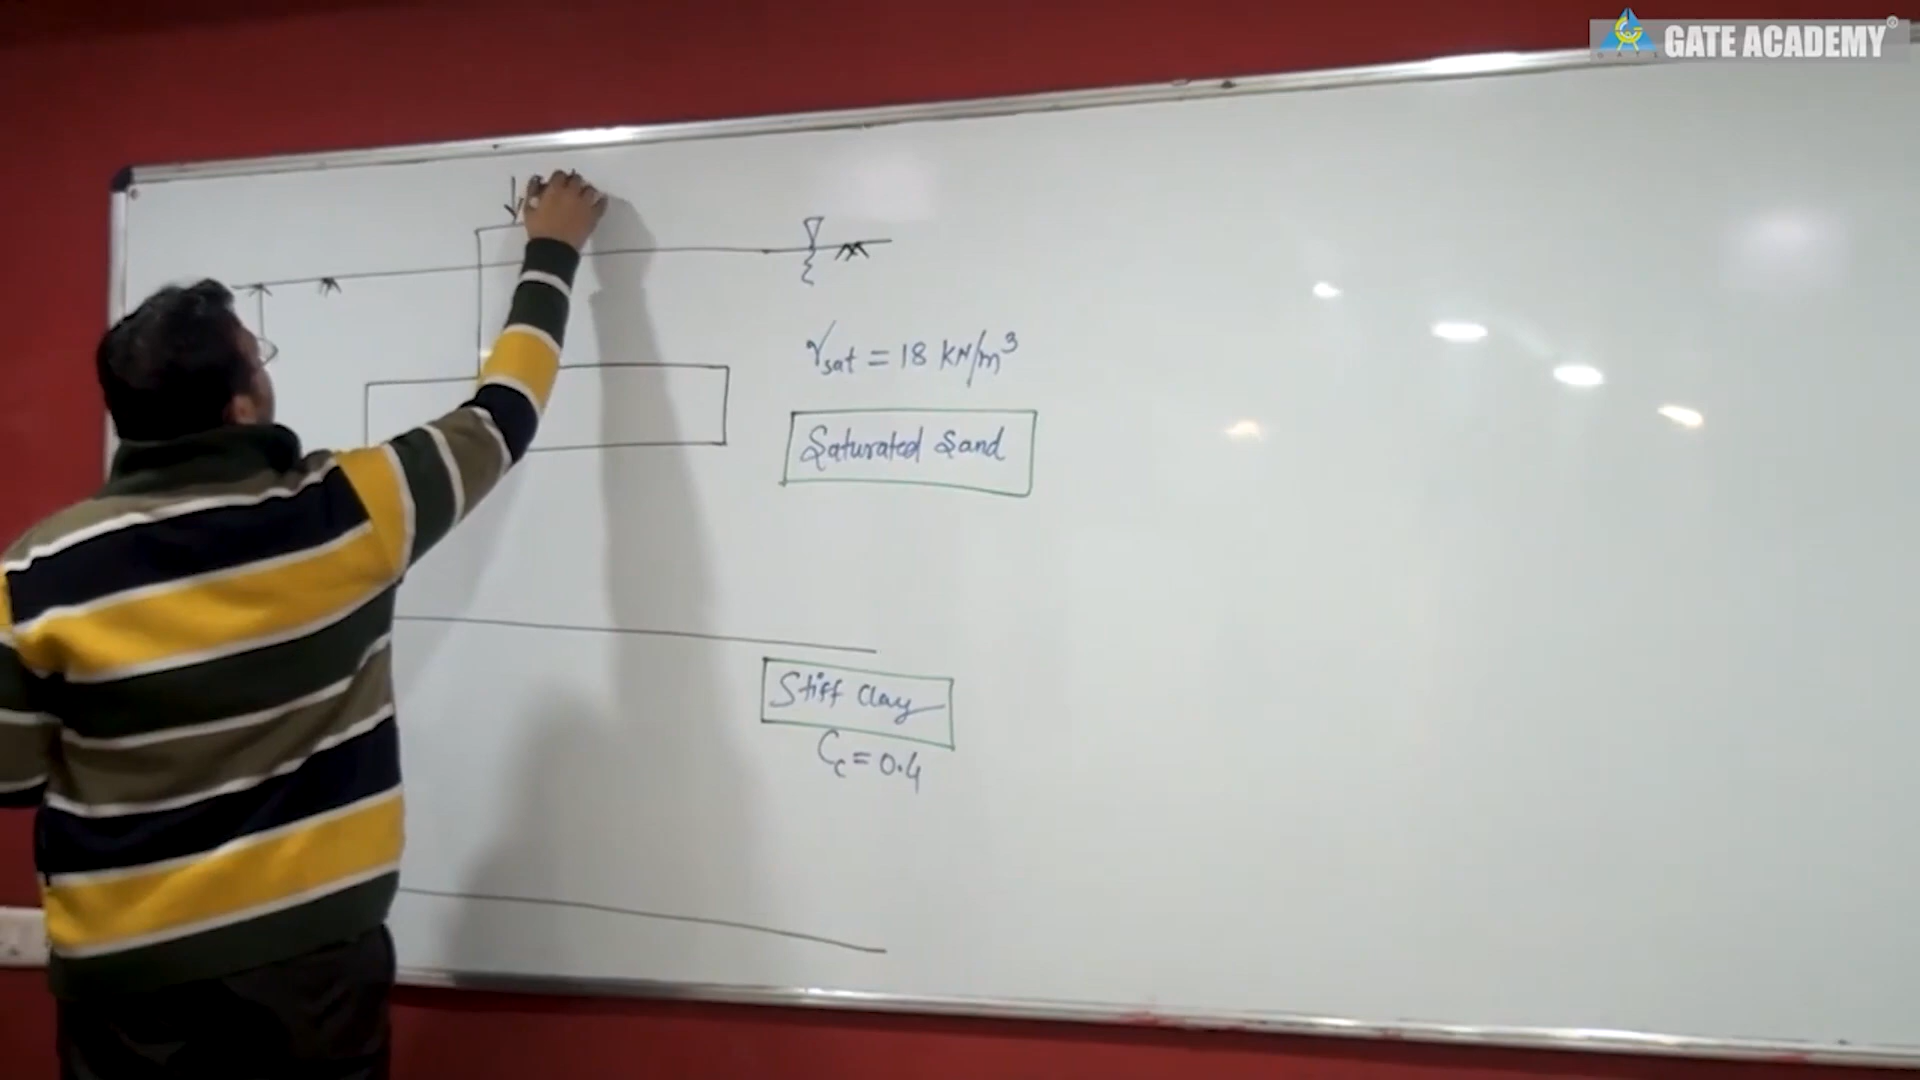 GATE ACADEMY®
γsat = 18 kN/m³
Saturated Sand
Stiff Clay
Cc = 0.4